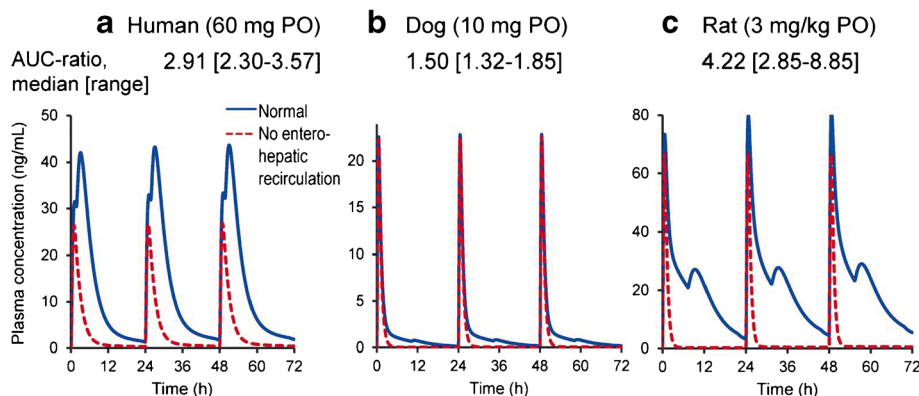 a Human (60 mg PO)
b Dog (10 mg PO)
c Rat (3 mg/kg PO)
AUC-ratio,
median [range]
2.91 [2.30-3.57]
1.50 [1.32-1.85]
4.22 [2.85-8.85]
Plasma concentration (ng/mL)
50
40
30
20
10
0
Normal
No entero-
hepatic
recirculation
0 12 24 36 48 60 72
Time (h)
20
15
10
5
0
0 12 24 36 48 60 72
Time (h)
80
60
40
20
0
0 12 24 36 48 60 72
Time (h)